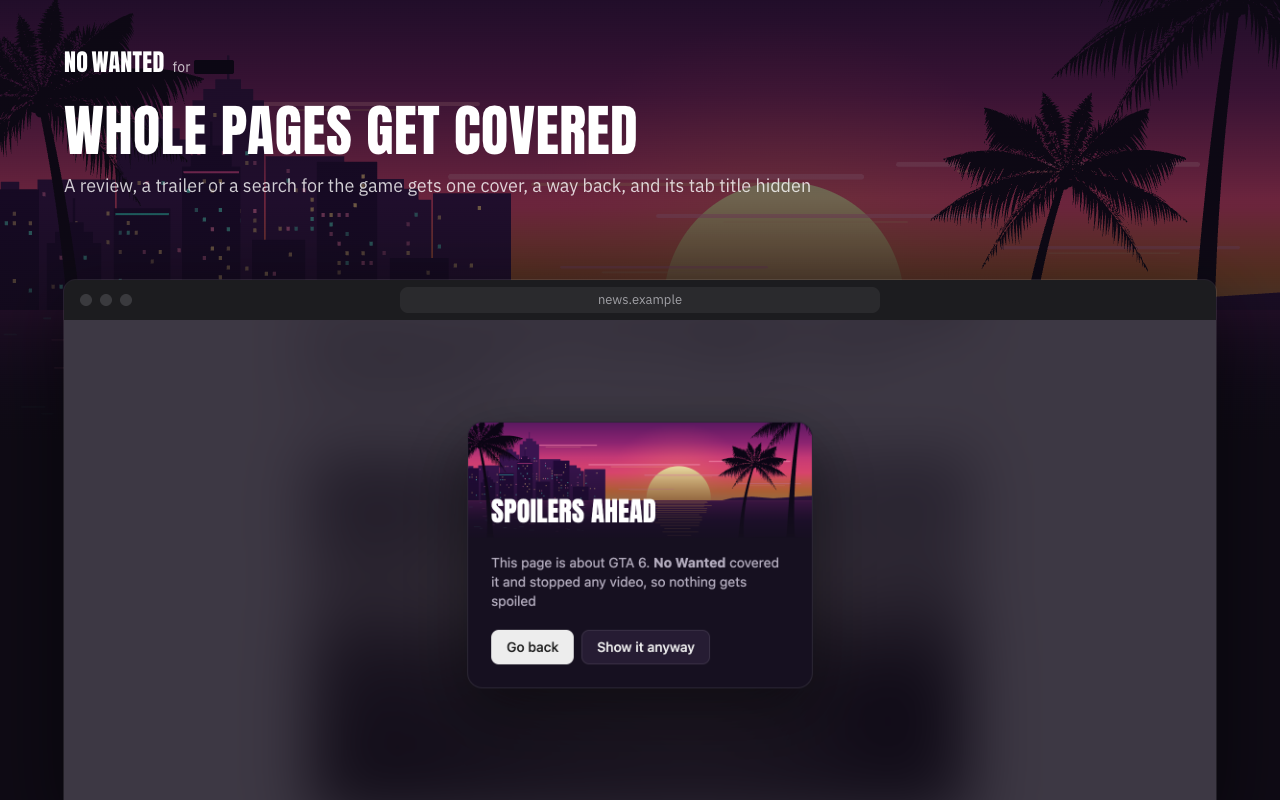 NO WANTED for
WHOLE PAGES GET COVERED
A review, a trailer or a search for the game gets one cover, a way back, and its tab title hidden
news.example
SPOILERS AHEAD
This page is about GTA 6. No Wanted covered
it and stopped any video, so nothing gets
spoiled
Go back
Show it anyway